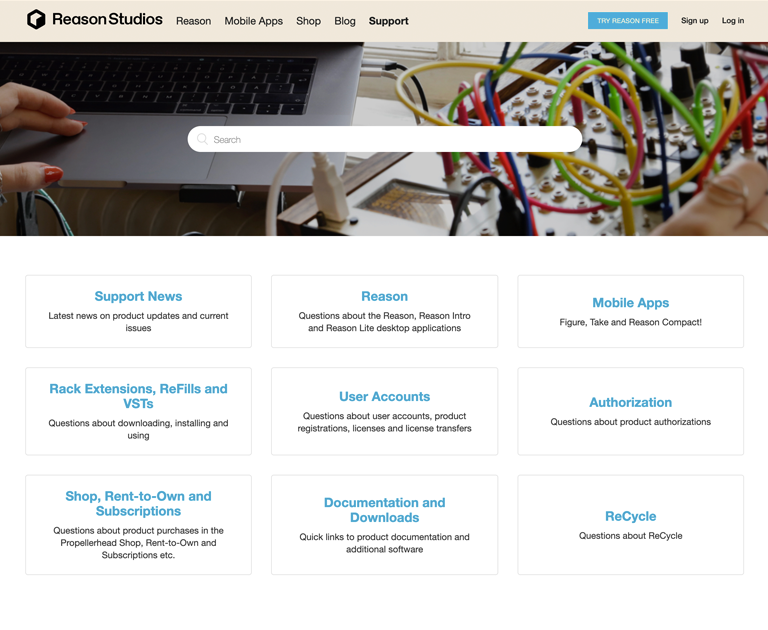 Reason Studios
Reason
Mobile Apps
Shop
Blog
Support
TRY REASON FREE
Sign up
Log in
Search
Support News
Latest news on product updates and current
issues
Reason
Questions about the Reason, Reason Intro
and Reason Lite desktop applications
Mobile Apps
Figure, Take and Reason Compact!
Rack Extensions, ReFills and
VSTs
Questions about downloading, installing and
using
User Accounts
Questions about user accounts, product
registrations, licenses and license transfers
Authorization
Questions about product authorizations
Shop, Rent-to-Own and
Subscriptions
Questions about product purchases in the
Propellerhead Shop, Rent-to-Own and
Subscriptions etc.
Documentation and
Downloads
Quick links to product documentation and
additional software
ReCycle
Questions about ReCycle